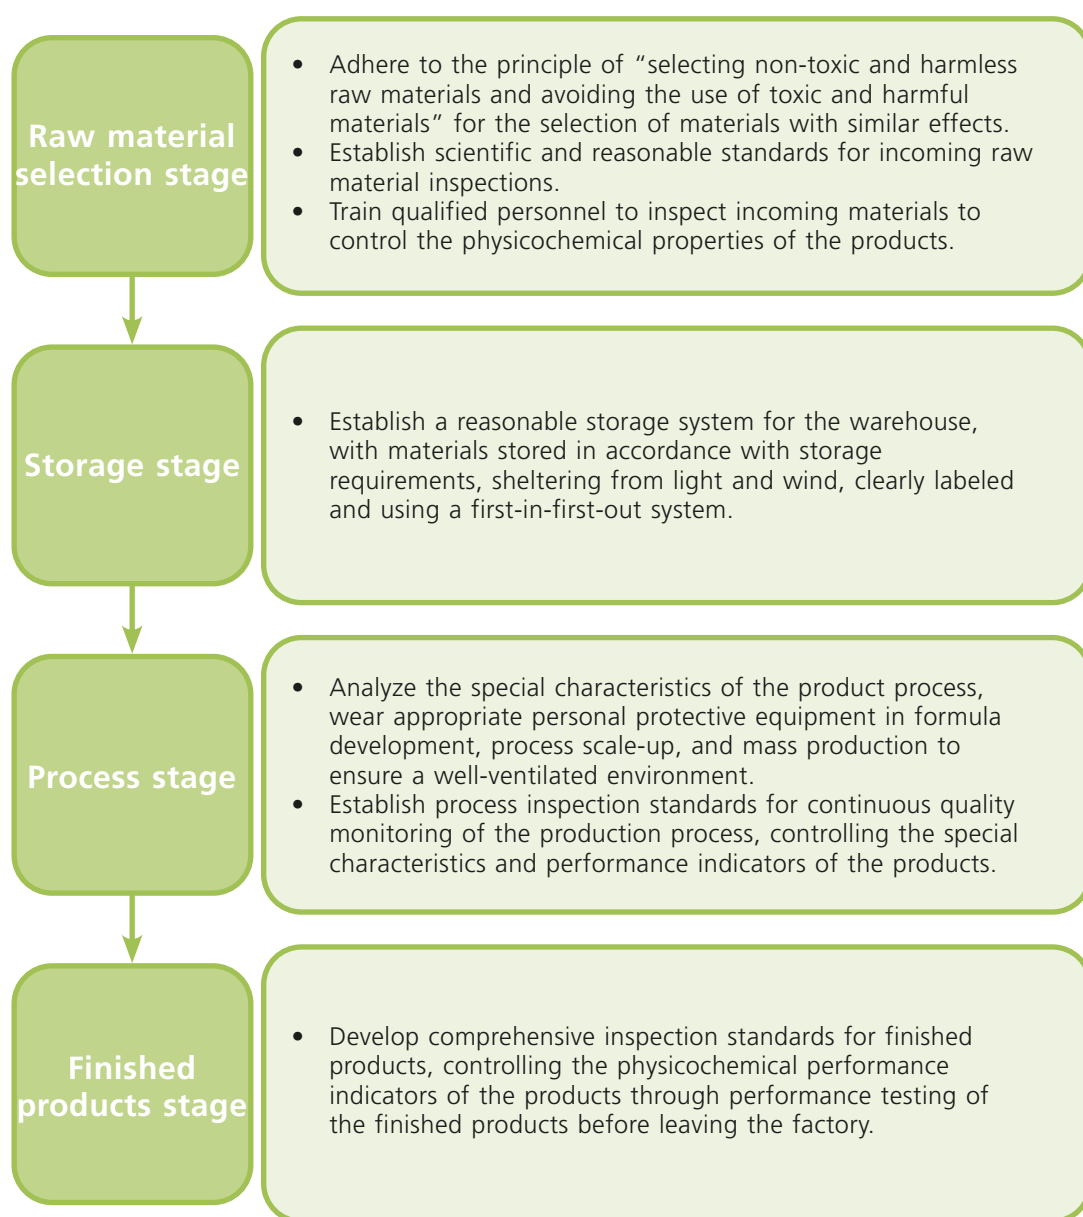 Raw material
selection stage
• Adhere to the principle of “selecting non-toxic and harmless
raw materials and avoiding the use of toxic and harmful
materials” for the selection of materials with similar effects.
• Establish scientific and reasonable standards for incoming raw
material inspections.
• Train qualified personnel to inspect incoming materials to
control the physicochemical properties of the products.
Storage stage
• Establish a reasonable storage system for the warehouse,
with materials stored in accordance with storage
requirements, sheltering from light and wind, clearly labeled
and using a first-in-first-out system.
Process stage
• Analyze the special characteristics of the product process,
wear appropriate personal protective equipment in formula
development, process scale-up, and mass production to
ensure a well-ventilated environment.
• Establish process inspection standards for continuous quality
monitoring of the production process, controlling the special
characteristics and performance indicators of the products.
Finished
products stage
• Develop comprehensive inspection standards for finished
products, controlling the physicochemical performance
indicators of the products through performance testing of
the finished products before leaving the factory.